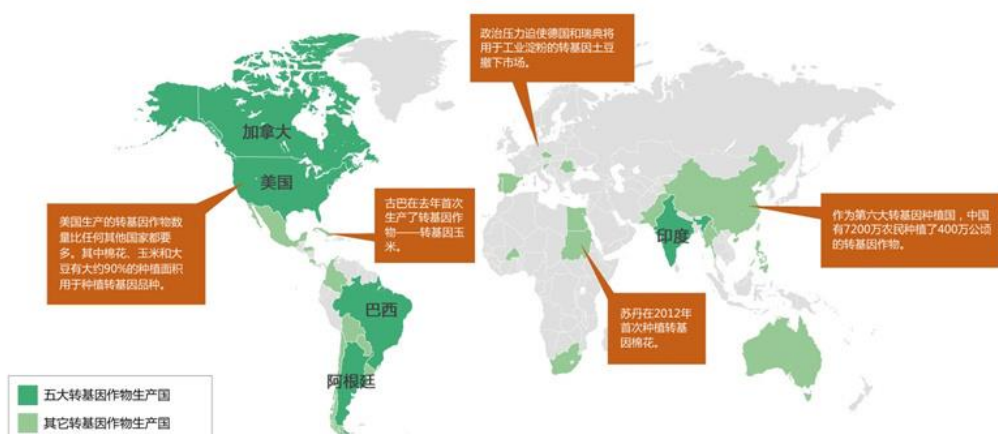 政治压力迫使德国和瑞典将
用于工业淀粉的转基因土豆
撤下市场。
加拿大
美国
美国生产的转基因作物数
量比任何其他国家都要
多。其中棉花、玉米和大
豆有大约90%的种植面积
用于种植转基因品种。
古巴在去年首次
生产了转基因作
物——转基因玉
米。
印度
作为第六大转基因种植国，中国
有7200万农民种植了400万公顷
的转基因作物。
巴西
苏丹在2012年
首次种植转基
因棉花。
阿根廷
五大转基因作物生产国
其它转基因作物生产国